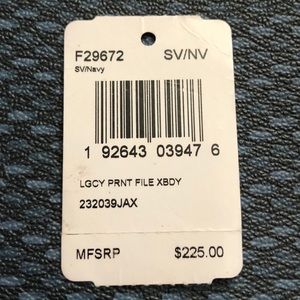 F29672 SV/NV
SV/Navy
1 92643 03947 6
LGCY PRNT FILE XBDY
232039JAX
MFSRP $225.00